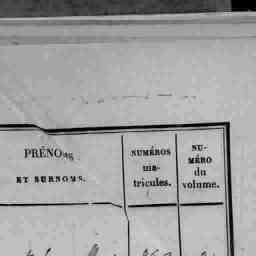 PRÉNOMS
ET SURNOMS.
NUMÉROS
ma-
tricules.
NU-
MÉRO
du
volume.